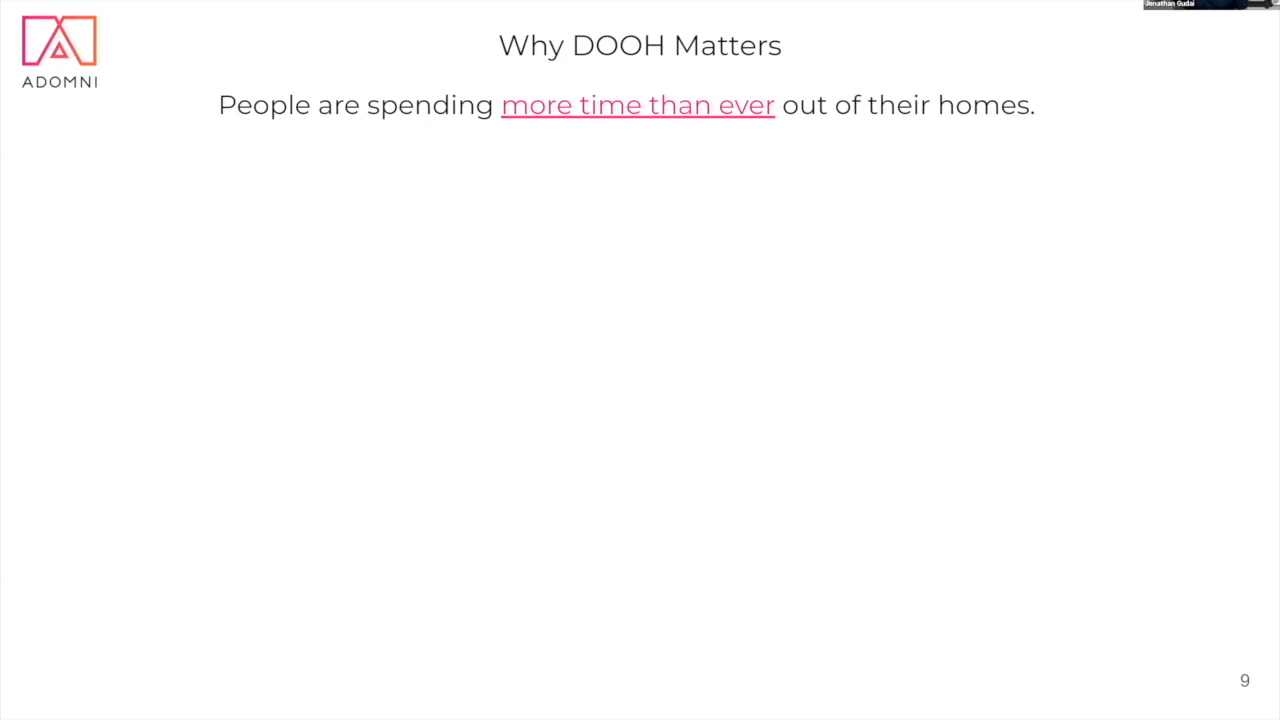 Jonathan Gudai
ADOMNI
Why DOOH Matters
People are spending more time than ever out of their homes.
9